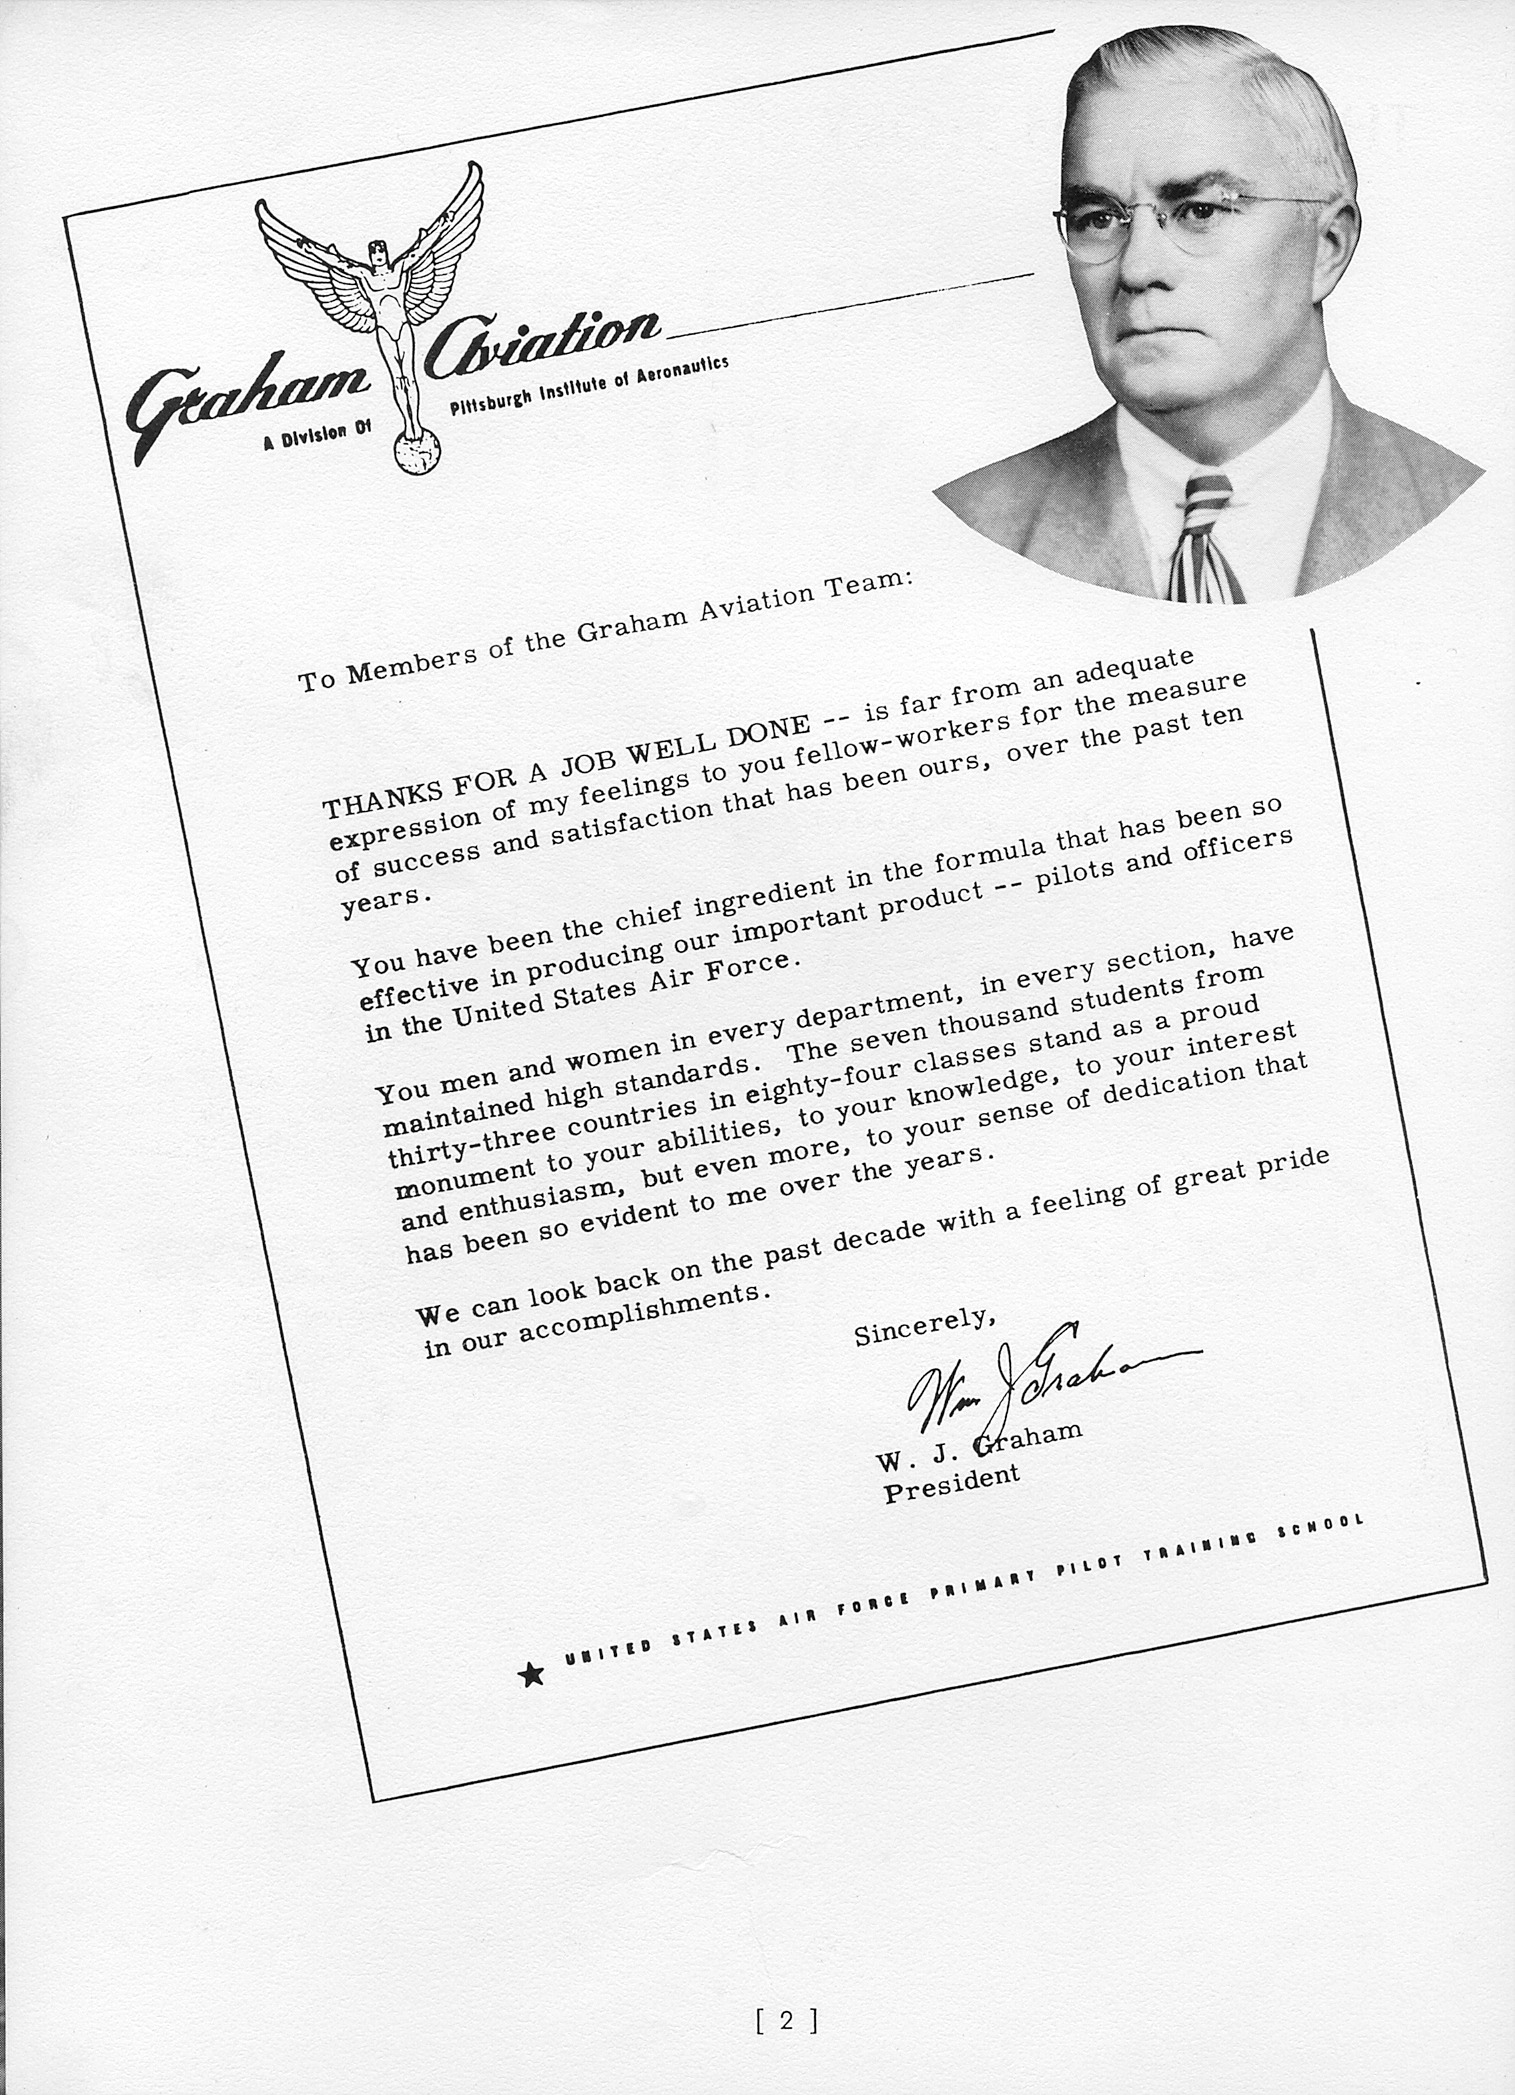 Graham Aviation
A Division Of Pittsburgh Institute of Aeronautics
To Members of the Graham Aviation Team:
THANKS FOR A JOB WELL DONE -- is far from an adequate
expression of my feelings to you fellow-workers for the measure
of success and satisfaction that has been ours, over the past ten
years.
You have been the chief ingredient in the formula that has been so
effective in producing our important product -- pilots and officers
in the United States Air Force.
You men and women in every department, in every section, have
maintained high standards. The seven thousand students from
thirty-three countries in eighty-four classes stand as a proud
monument to your abilities, to your knowledge, to your interest
and enthusiasm, but even more, to your sense of dedication that
has been so evident to me over the years.
We can look back on the past decade with a feeling of great pride
in our accomplishments.
Sincerely,
Wm J Graham
W. J. Graham
President
UNITED STATES AIR FORCE PRIMARY PILOT TRAINING SCHOOL
[ 2 ]